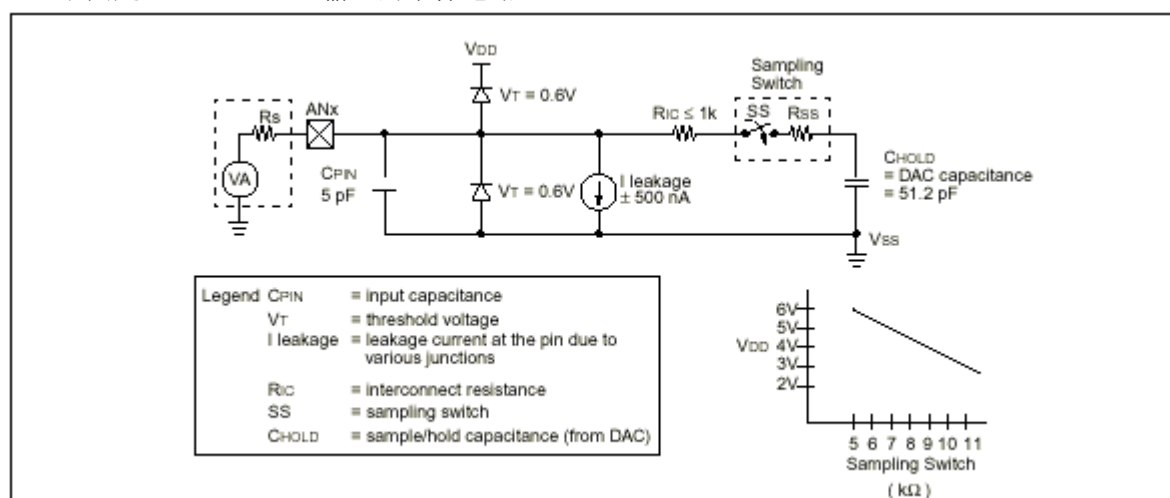 VDD
Sampling
Switch
VT = 0.6V
RS
ANx
RIC ≤ 1k
SS
RSS
CHOLD
= DAC capacitance
= 51.2 pF
VA
CPIN
5 pF
VT = 0.6V
I leakage
± 500 nA
VSS
Legend CPIN = input capacitance
VT = threshold voltage
I leakage = leakage current at the pin due to
various junctions
RIC = interconnect resistance
SS = sampling switch
CHOLD = sample/hold capacitance (from DAC)
6V
5V
VDD 4V
3V
2V
5 6 7 8 9 10 11
Sampling Switch
( kΩ )